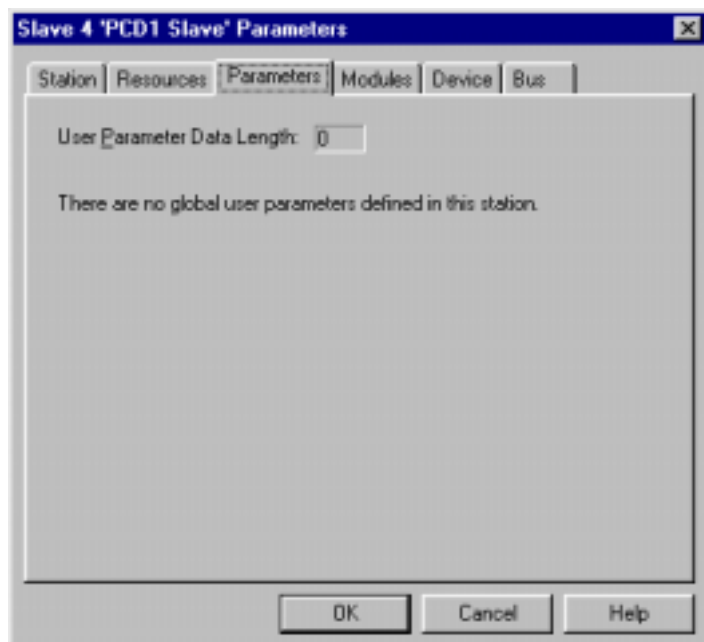 Slave 4 'PCD1 Slave' Parameters
Station Resources Parameters Modules Device Bus
User Parameter Data Length: 0
There are no global user parameters defined in this station.
OK Cancel Help